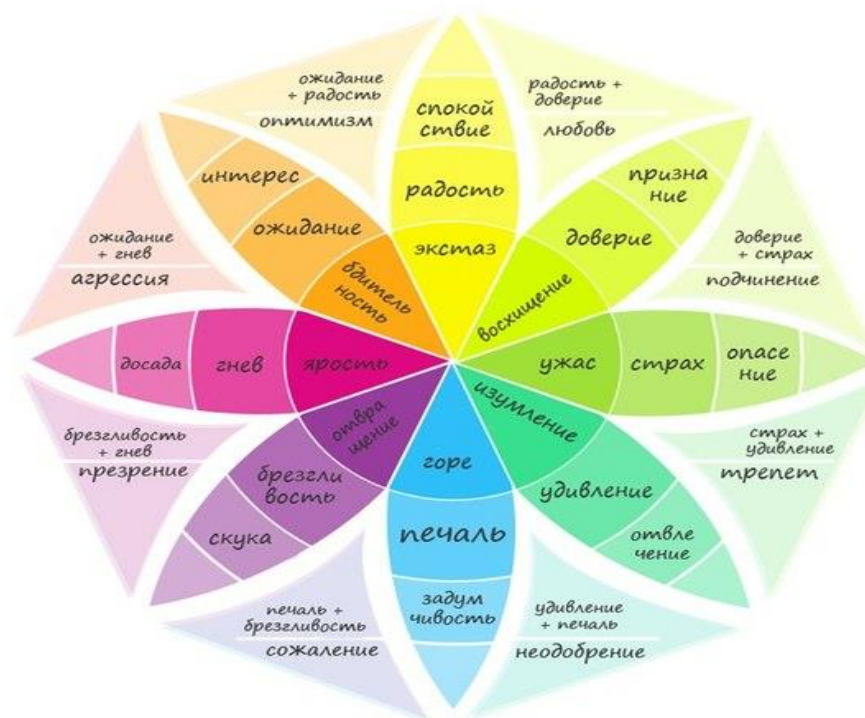 ожидание
+ радость
оптимизм
радость +
доверие
любовь
спокой
ствие
радость
экстаз
интерес
ожидание
бдитель
ность
призна
ние
доверие
восхищение
ожидание
+ гнев
агрессия
доверие
+ страх
подчинение
досада
гнев
ярость
ужас
страх
опасе
ние
брезгливость
+ гнев
презрение
отвра
щение
брезгли
вость
скука
горе
печаль
задум
чивость
изумление
удивление
отвле
чение
страх +
удивление
трепет
печаль +
брезгливость
сожаление
удивление
+ печаль
неодобрение